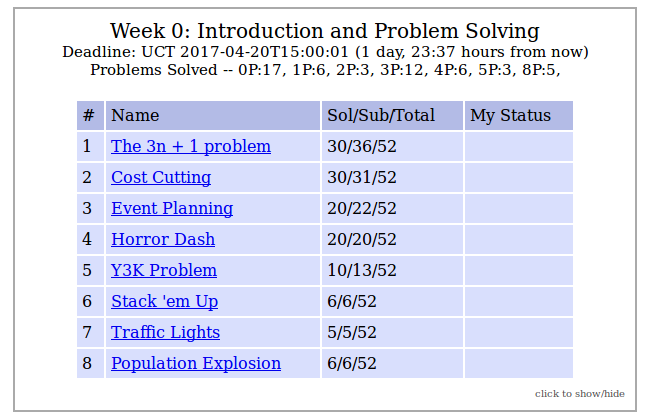 Week 0: Introduction and Problem Solving
Deadline: UCT 2017-04-20T15:00:01 (1 day, 23:37 hours from now)
Problems Solved -- 0P:17, 1P:6, 2P:3, 3P:12, 4P:6, 5P:3, 8P:5,
# Name Sol/Sub/Total My Status
1 The 3n + 1 problem 30/36/52
2 Cost Cutting 30/31/52
3 Event Planning 20/22/52
4 Horror Dash 20/20/52
5 Y3K Problem 10/13/52
6 Stack 'em Up 6/6/52
7 Traffic Lights 5/5/52
8 Population Explosion 6/6/52
click to show/hide